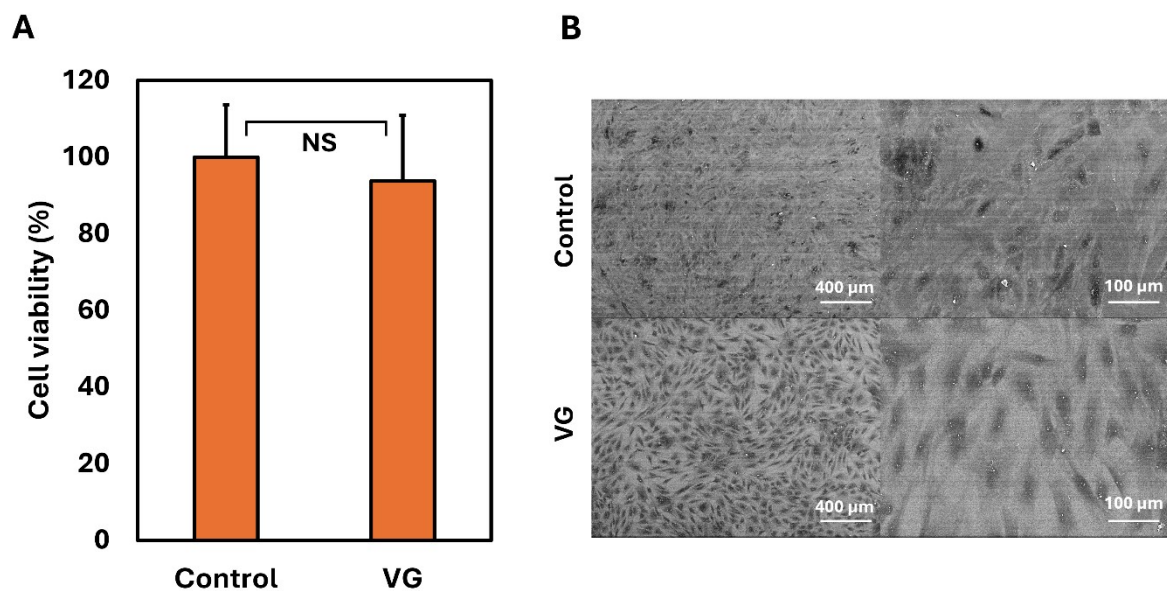 A
Cell viability (%)
120
100
80
60
40
20
0
NS
Control
VG
B
Control
400 µm
100 µm
VG
400 µm
100 µm